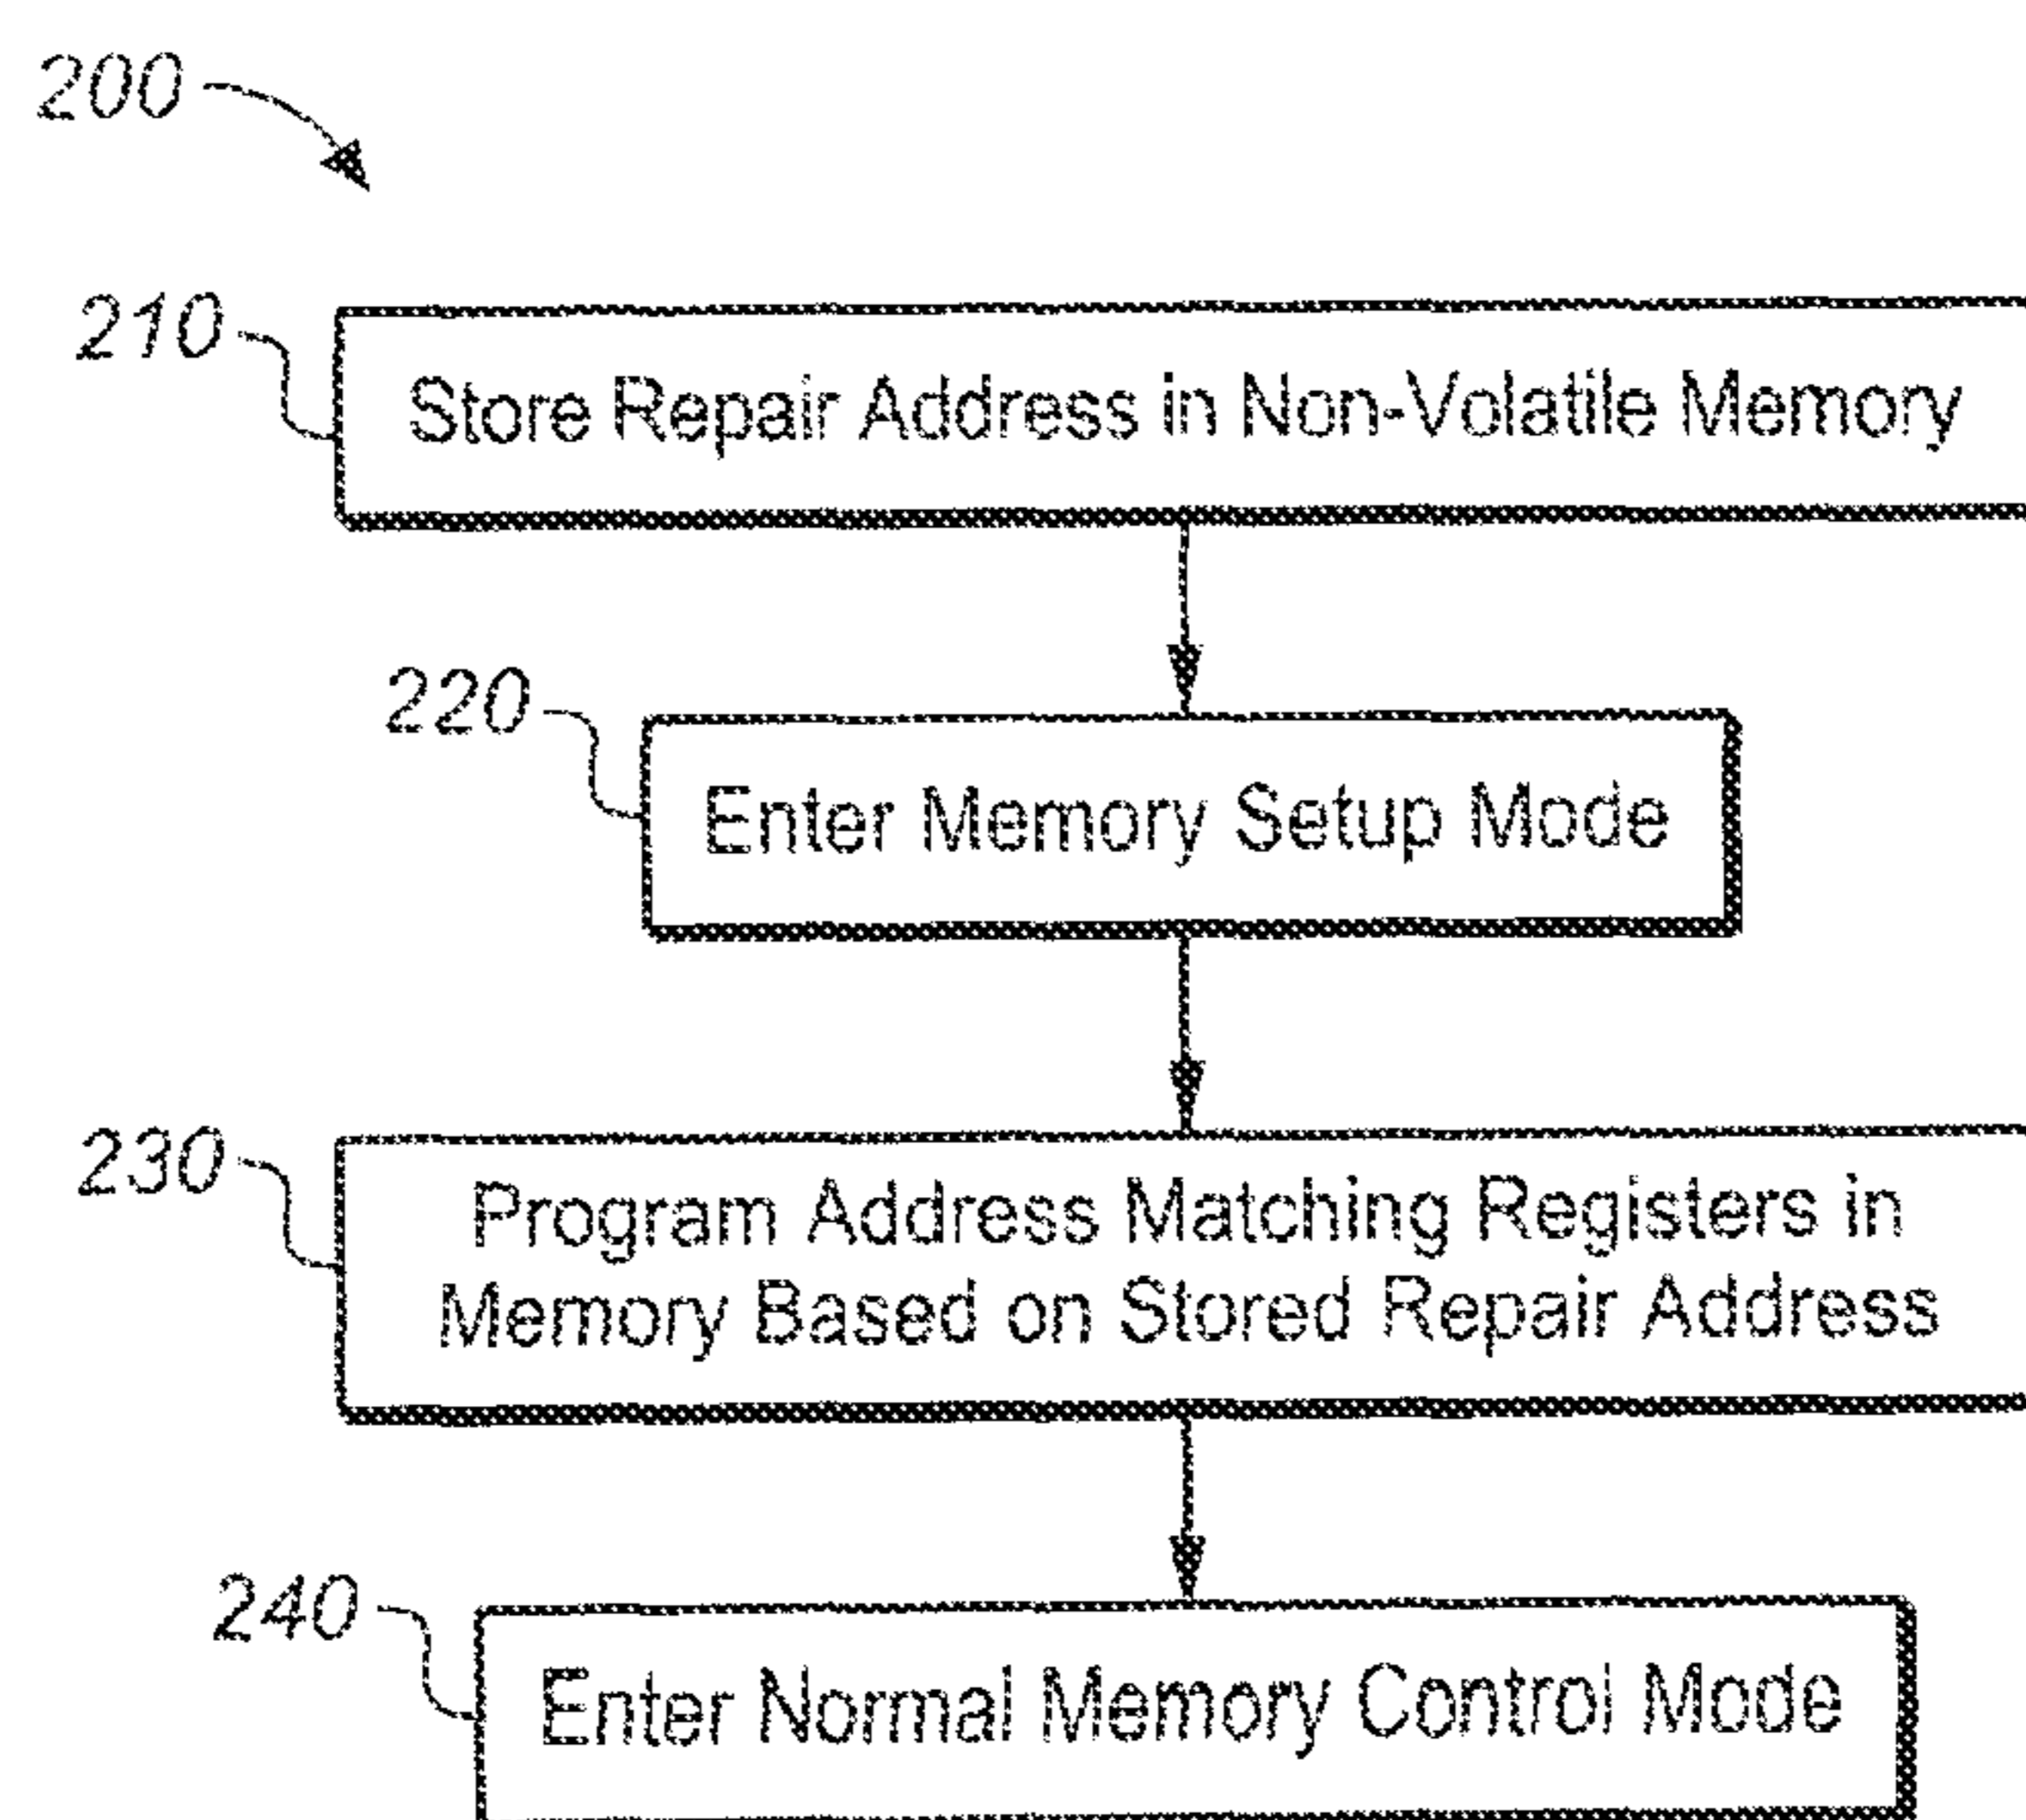 200
210
Store Repair Address in Non-Volatile Memory
220
Enter Memory Setup Mode
230
Program Address Matching Registers in
Memory Based on Stored Repair Address
240
Enter Normal Memory Control Mode